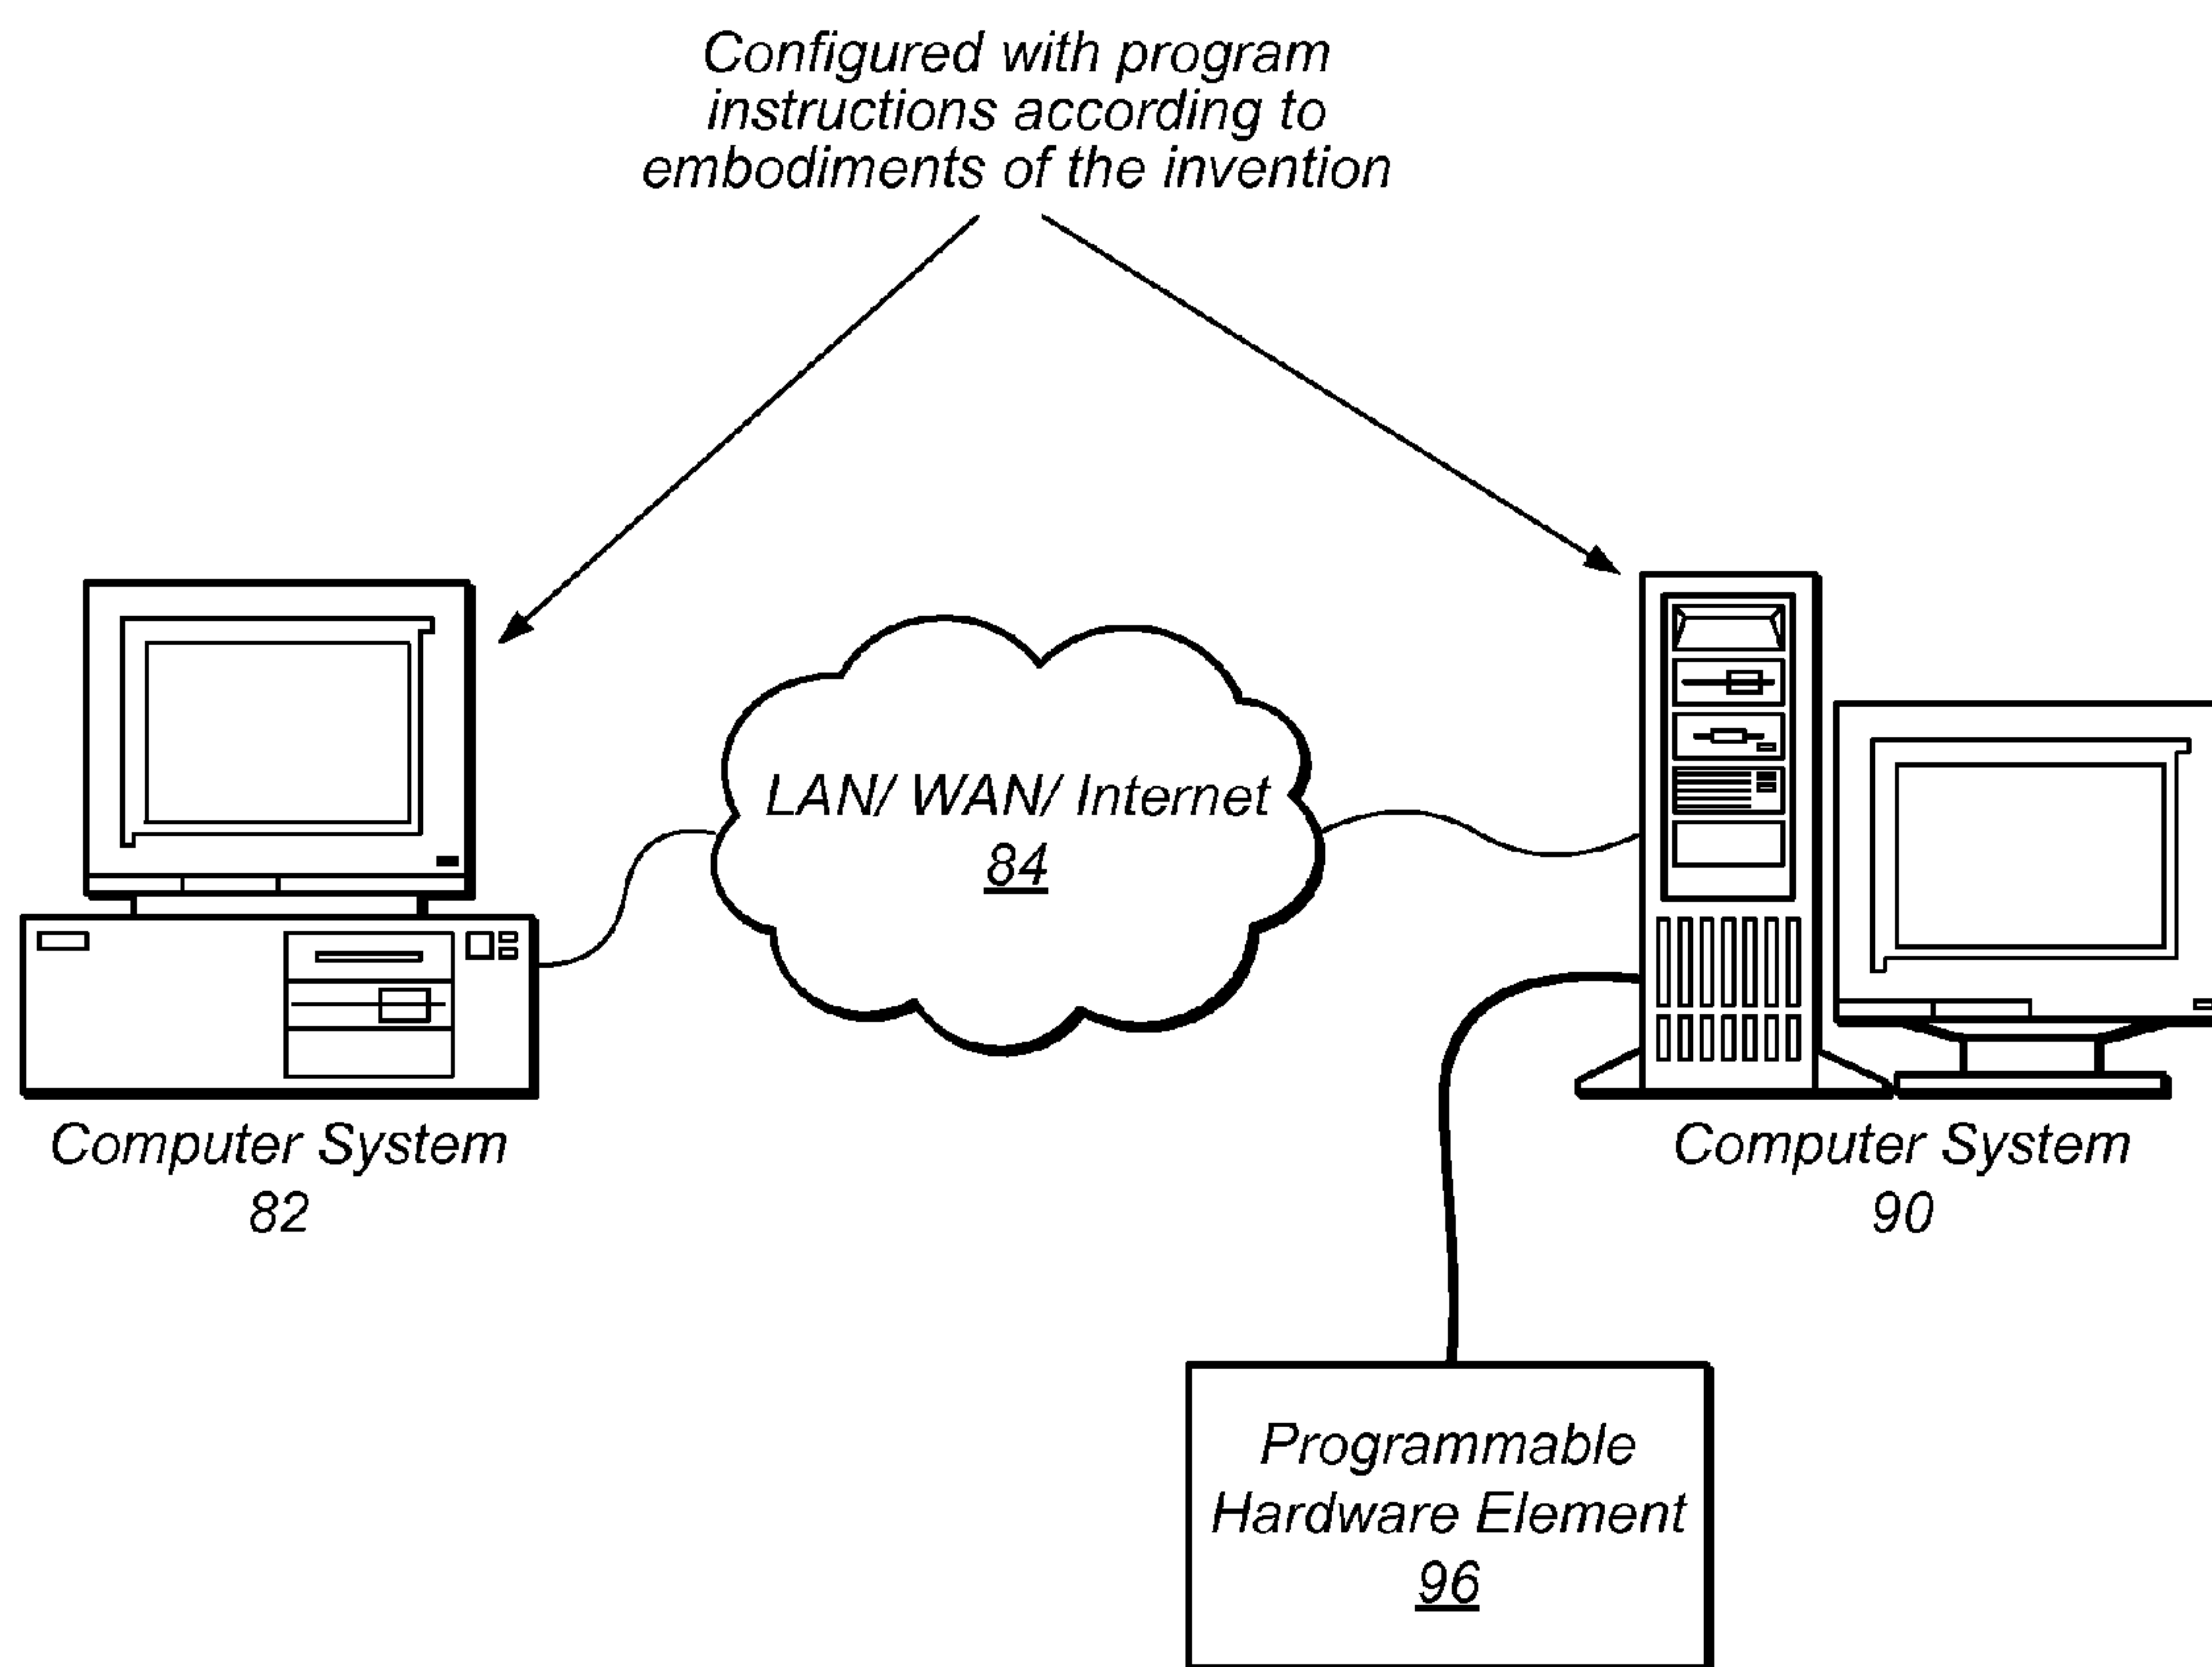 Configured with program
instructions according to
embodiments of the invention
LAN/ WAN/ Internet
84
Computer System
82
Computer System
90
Programmable
Hardware Element
96